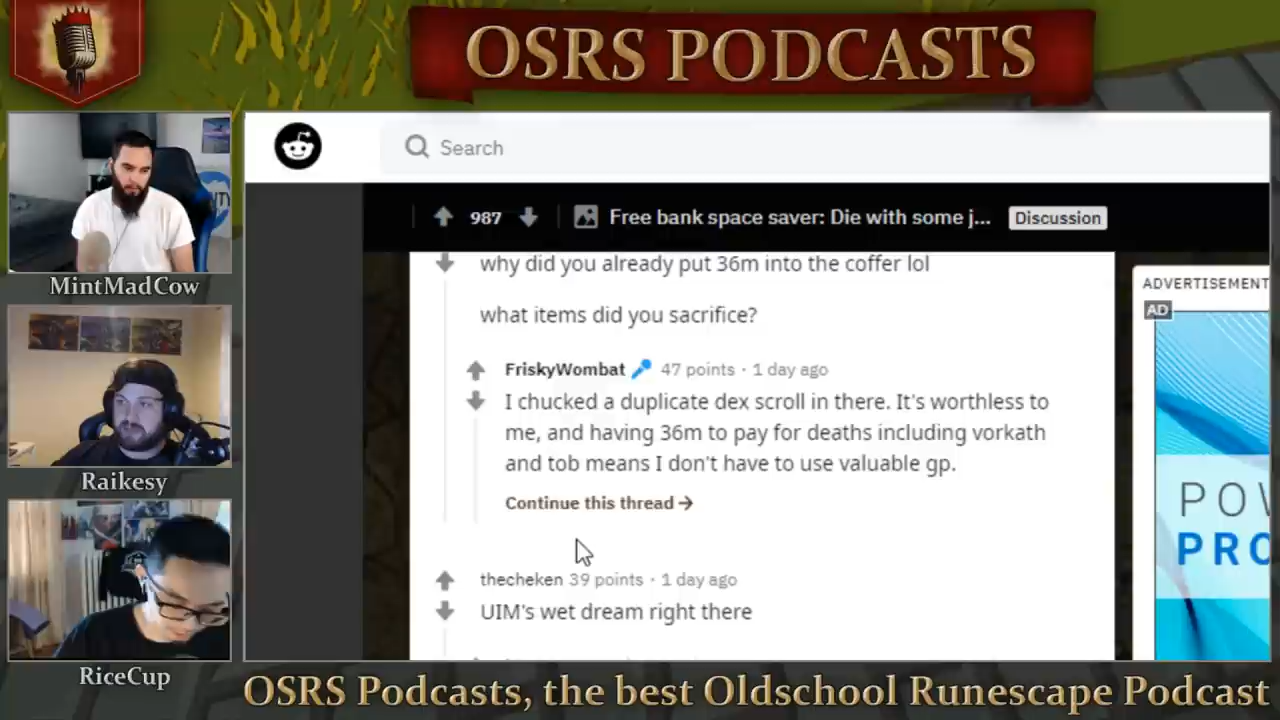 OSRS PODCASTS
Search
987
Free bank space saver: Die with some j...
Discussion
why did you already put 36m into the coffer lol
what items did you sacrifice?
FriskyWombat 47 points · 1 day ago
I chucked a duplicate dex scroll in there. It's worthless to
me, and having 36m to pay for deaths including vorkath
and tob means I don't have to use valuable gp.
Continue this thread →
thecheken 39 points · 1 day ago
UIM's wet dream right there
ADVERTISEMENT
AD
POW
PRO
MintMadCow
Raikesy
RiceCup
OSRS Podcasts, the best Oldschool Runescape Podcast